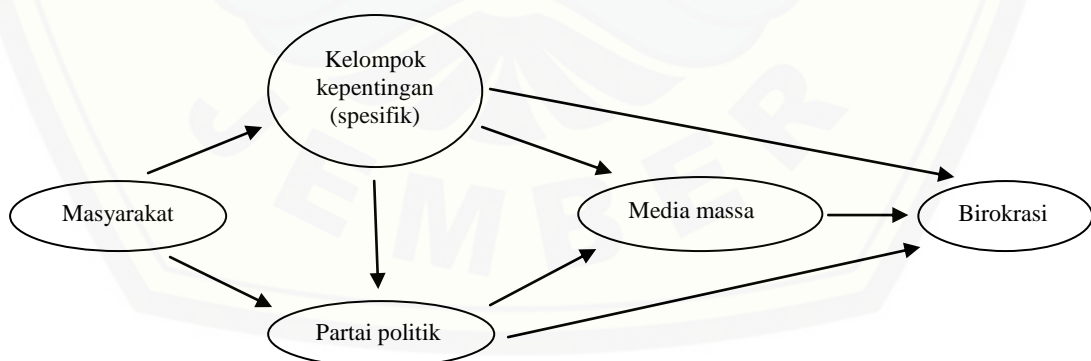 Kelompok
kepentingan
(spesifik)
Masyarakat
Media massa
Birokrasi
Partai politik